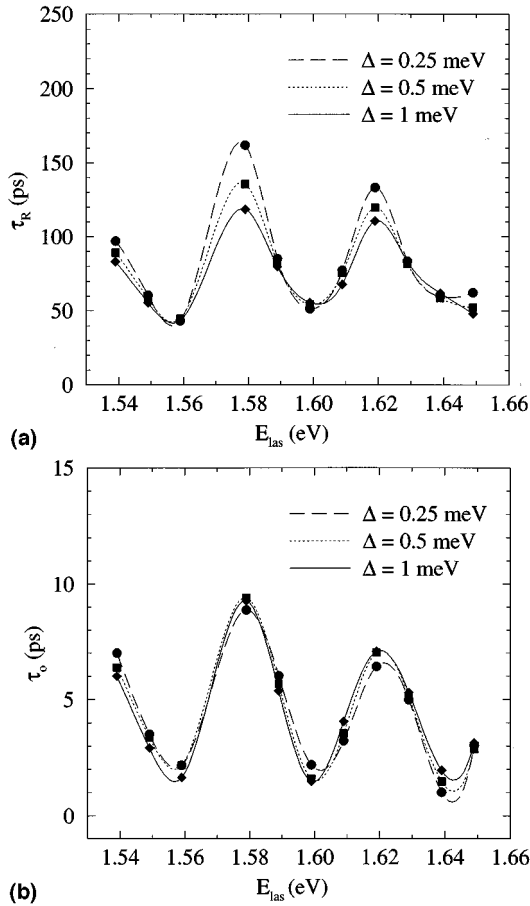 250
200
150
100
50
0
τR (ps)
Δ = 0.25 meV
Δ = 0.5 meV
Δ = 1 meV
1.54 1.56 1.58 1.60 1.62 1.64 1.66
(a) Elas (eV)
15
10
5
0
τo (ps)
Δ = 0.25 meV
Δ = 0.5 meV
Δ = 1 meV
1.54 1.56 1.58 1.60 1.62 1.64 1.66
(b) Elas (eV)